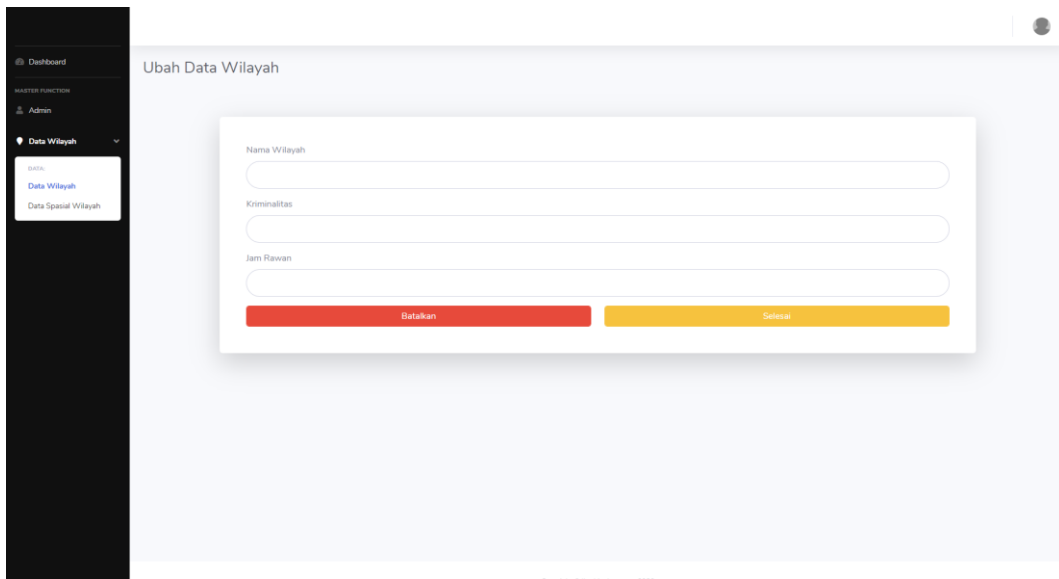 Dashboard
MASTER FUNCTION
Admin
Data Wilayah
DATA:
Data Wilayah
Data Spasial Wilayah
Ubah Data Wilayah
Nama Wilayah
Kriminalitas
Jam Rawan
Batalkan
Selesai